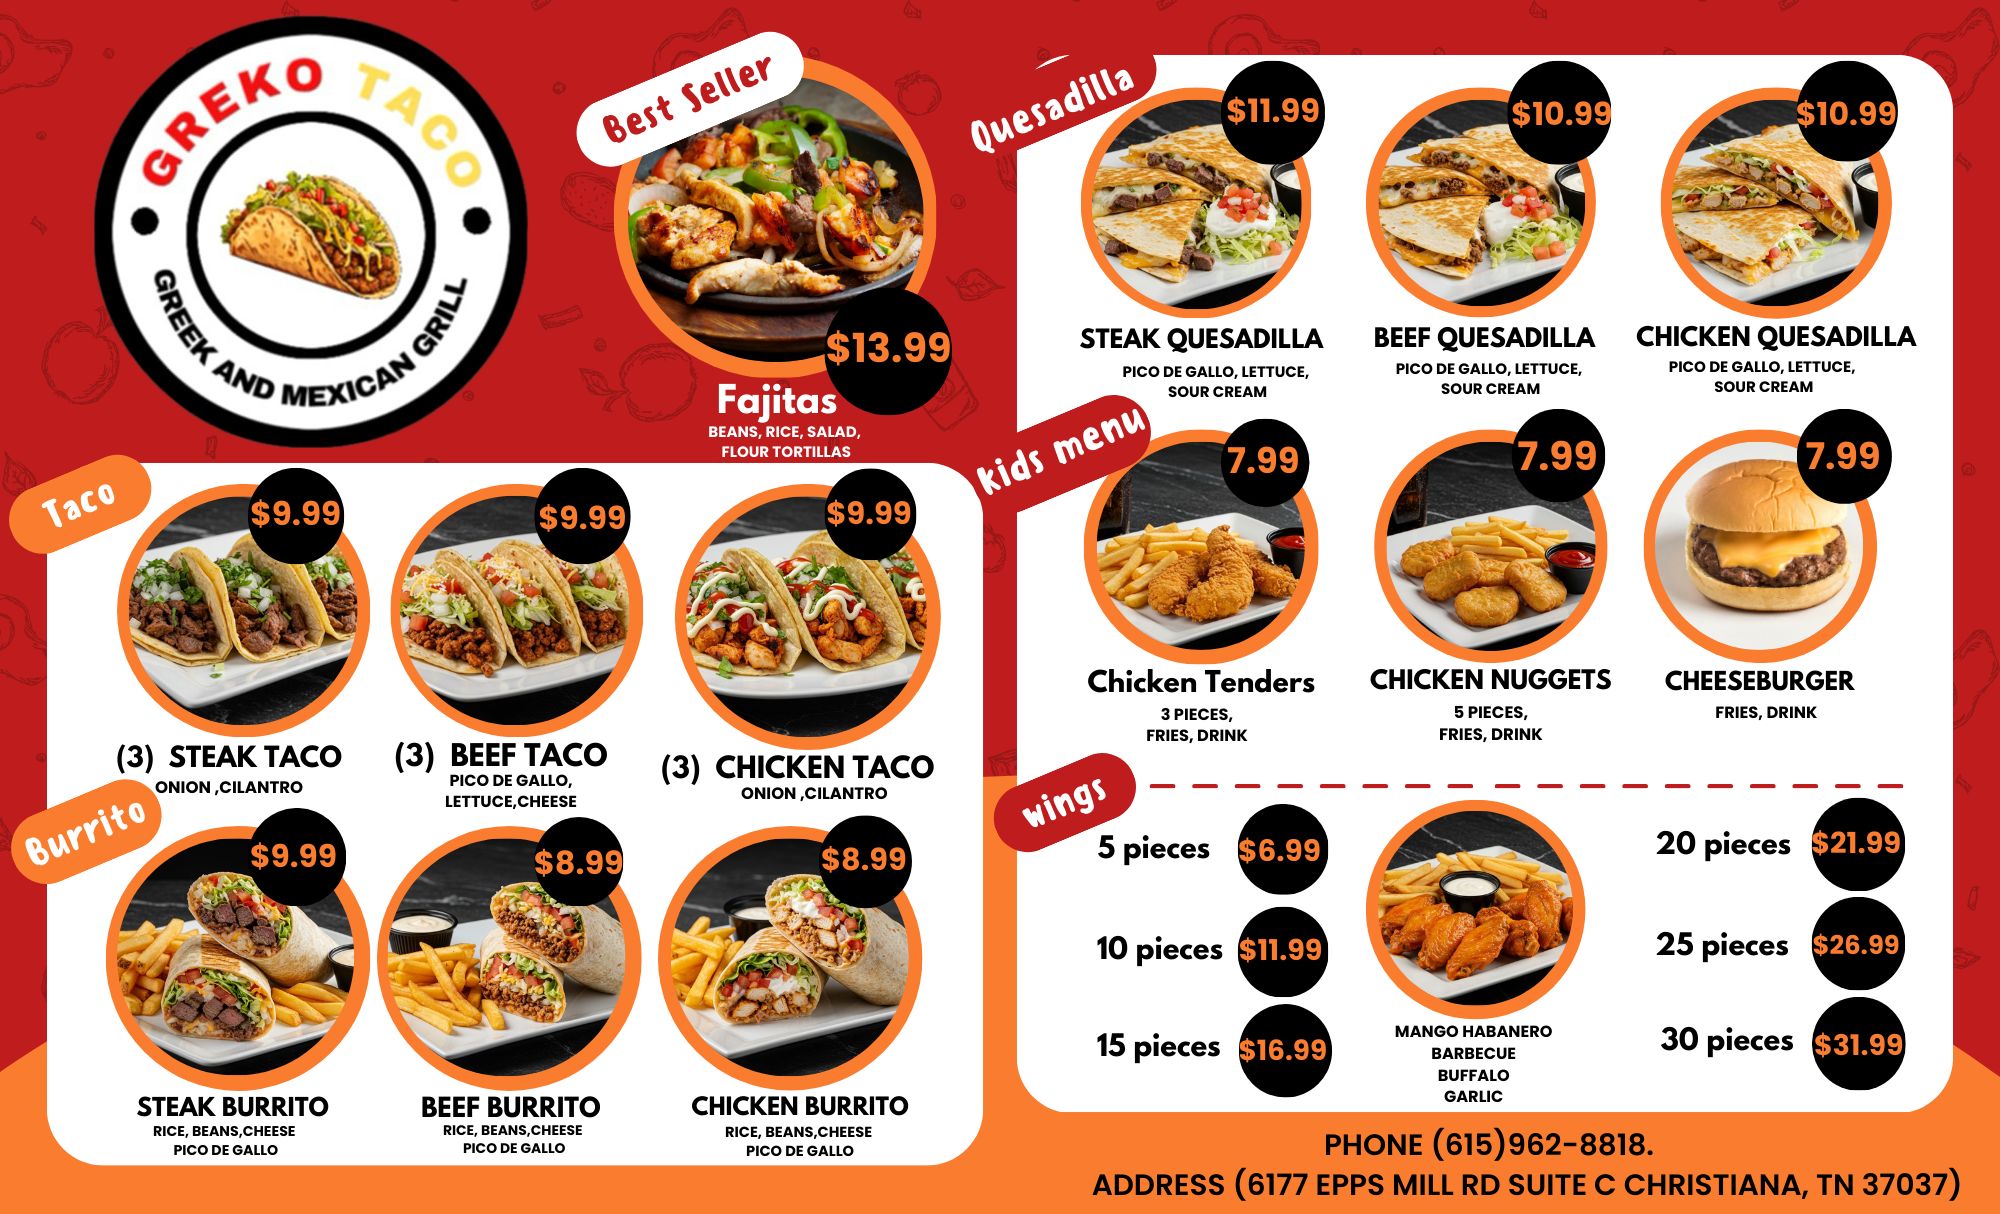 GREKO TACO
GREEK AND MEXICAN GRILL
Best Seller
$13.99
Fajitas
BEANS, RICE, SALAD,
FLOUR TORTILLAS
Taco
$9.99
(3) STEAK TACO
ONION ,CILANTRO
$9.99
(3) BEEF TACO
PICO DE GALLO,
LETTUCE,CHEESE
$9.99
(3) CHICKEN TACO
ONION ,CILANTRO
Burrito
$9.99
STEAK BURRITO
RICE, BEANS,CHEESE
PICO DE GALLO
$8.99
BEEF BURRITO
RICE, BEANS,CHEESE
PICO DE GALLO
$8.99
CHICKEN BURRITO
RICE, BEANS,CHEESE
PICO DE GALLO
Quesadilla
$11.99
STEAK QUESADILLA
PICO DE GALLO, LETTUCE,
SOUR CREAM
$10.99
BEEF QUESADILLA
PICO DE GALLO, LETTUCE,
SOUR CREAM
$10.99
CHICKEN QUESADILLA
PICO DE GALLO, LETTUCE,
SOUR CREAM
kids menu
7.99
Chicken Tenders
3 PIECES,
FRIES, DRINK
7.99
CHICKEN NUGGETS
5 PIECES,
FRIES, DRINK
7.99
CHEESEBURGER
FRIES, DRINK
wings
5 pieces $6.99
10 pieces $11.99
15 pieces $16.99
MANGO HABANERO
BARBECUE
BUFFALO
GARLIC
20 pieces $21.99
25 pieces $26.99
30 pieces $31.99
PHONE (615)962-8818.
ADDRESS (6177 EPPS MILL RD SUITE C CHRISTIANA, TN 37037)